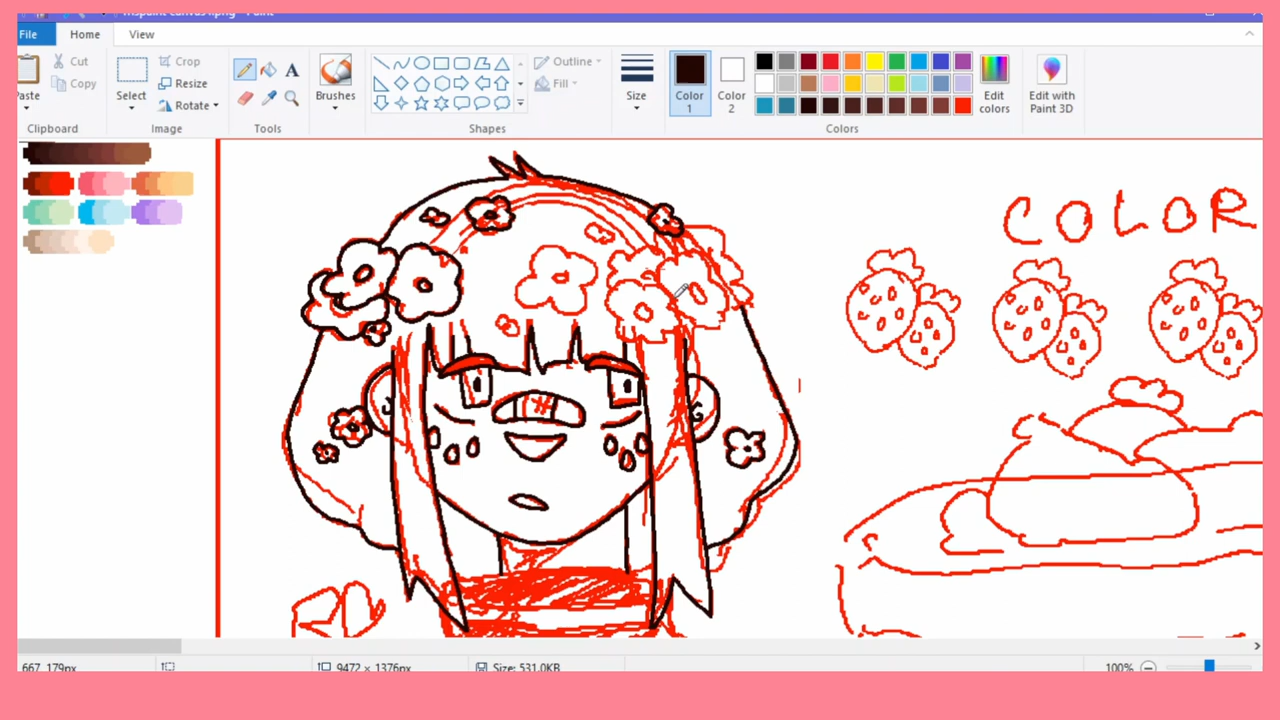 File Home View
Paste
Cut
Copy
Clipboard
Select
Crop
Resize
Rotate
Image
A
Tools
Brushes
Outline
Fill
Shapes
Size
Color
1
Color
2
Edit
colors
Colors
Edit with
Paint 3D
COLOR
667, 179px
9472 × 1376px
Size: 531.0KB
100%